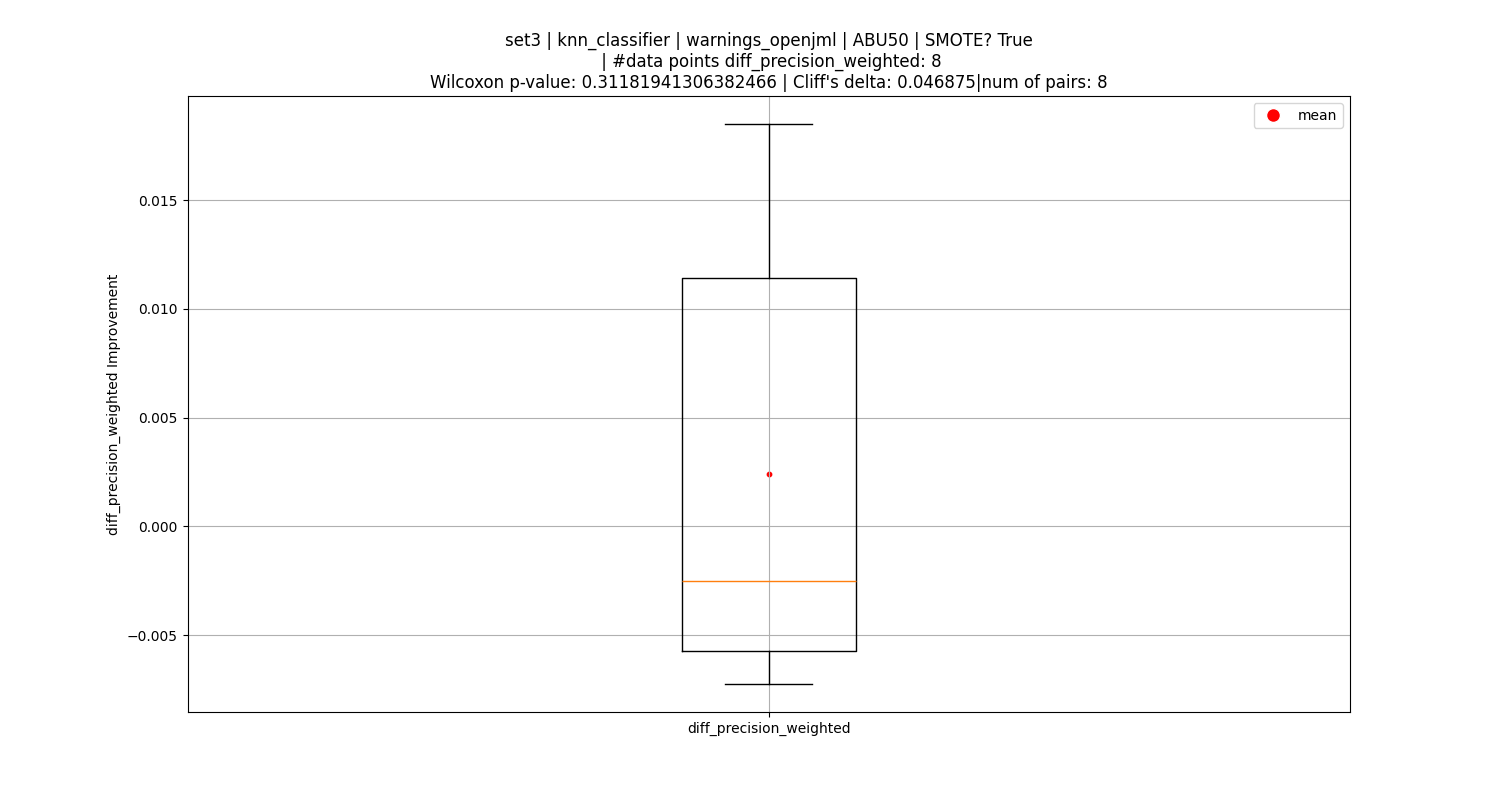 set3 | knn_classifier | warnings_openjml | ABU50 | SMOTE? True
| #data points diff_precision_weighted: 8
Wilcoxon p-value: 0.31181941306382466 | Cliff's delta: 0.046875|num of pairs: 8
mean
0.015
0.010
0.005
0.000
−0.005
diff_precision_weighted Improvement
diff_precision_weighted